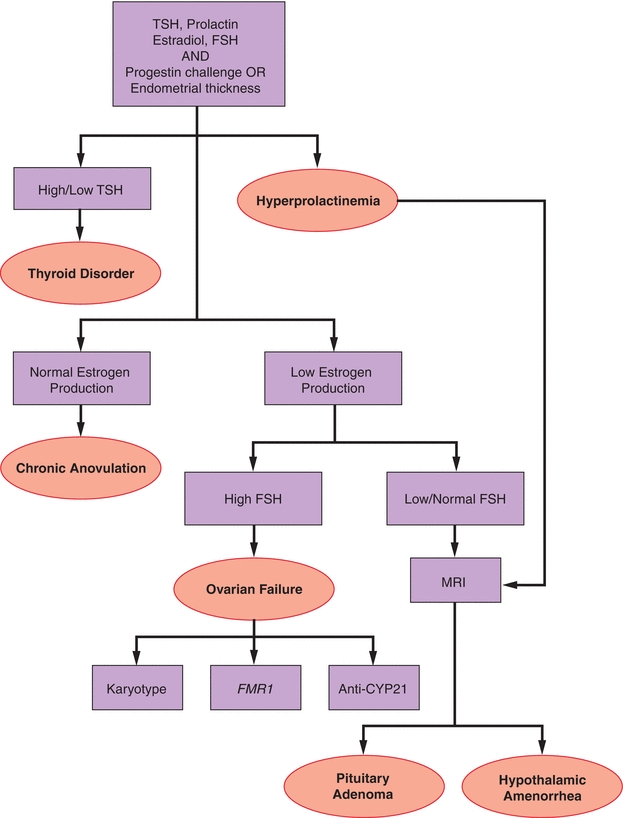 TSH, Prolactin
Estradiol, FSH
AND
Progestin challenge OR
Endometrial thickness
High/Low TSH
Hyperprolactinemia
Thyroid Disorder
Normal Estrogen
Production
Low Estrogen
Production
Chronic Anovulation
High FSH
Low/Normal FSH
Ovarian Failure
MRI
Karyotype
FMR1
Anti-CYP21
Pituitary
Adenoma
Hypothalamic
Amenorrhea